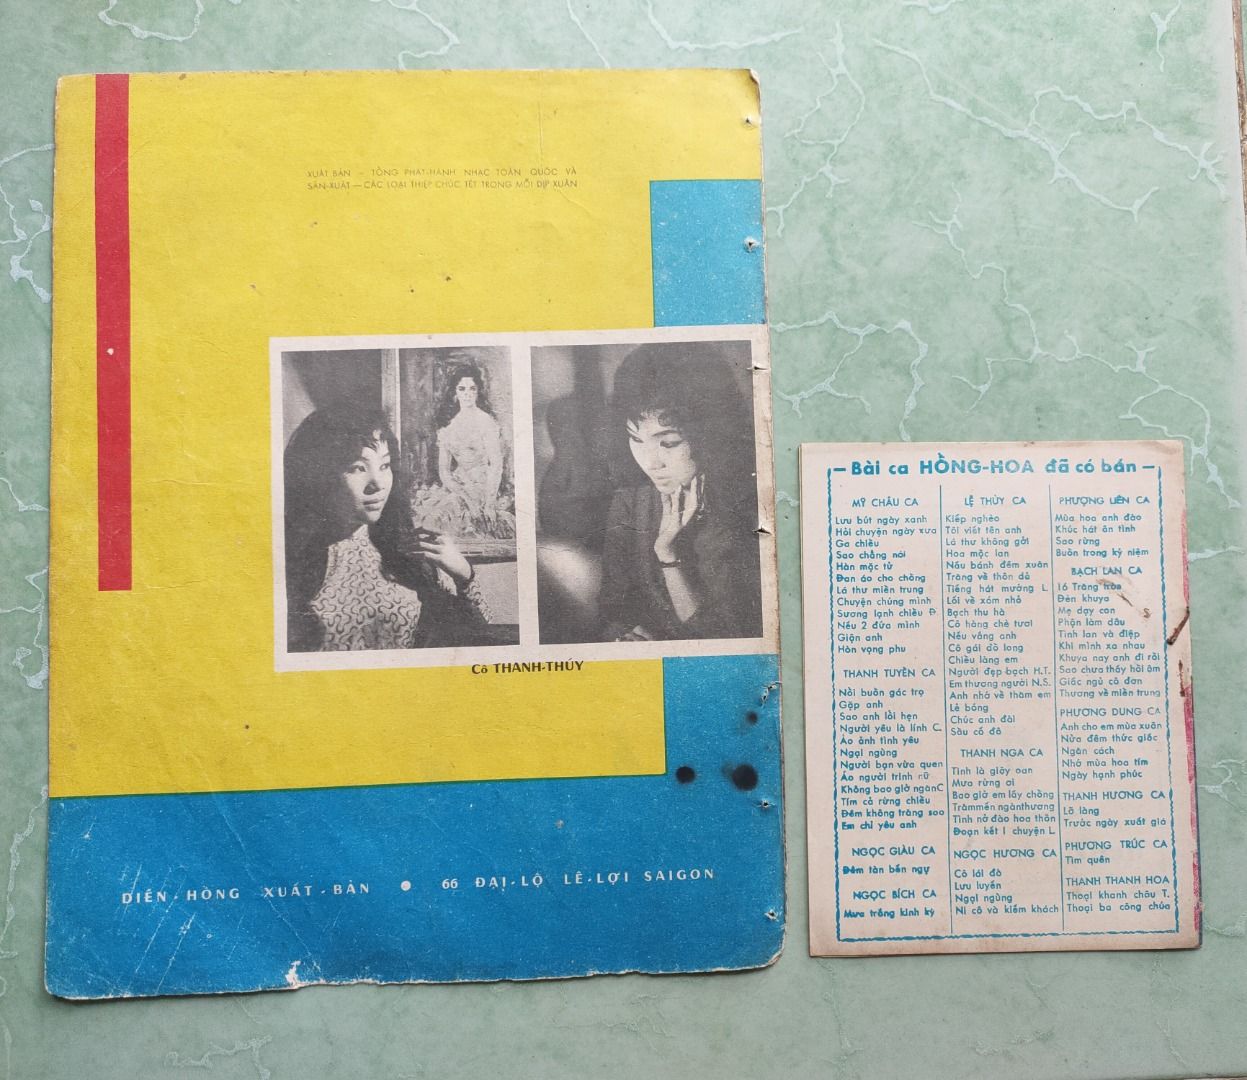 XUẤT BẢN – TỔNG PHÁT-HÀNH NHẠC TOÀN QUỐC VÀ
SẢN-XUẤT — CÁC LOẠI THIỆP CHÚC TẾT TRONG MỖI DỊP XUÂN
Cô THANH-THÚY
DIÊN-HỒNG XUẤT-BẢN ● 66 ĐẠI-LỘ LÊ-LỢI SAIGON
Bài ca HỒNG-HOA đã có bán
MỸ CHÂU CA
Lưu bút ngày xanh
Hỏi chuyện ngày xưa
Ga chiều
Sao chẳng nói
Hàn mặc tử
Đan áo cho chồng
Lá thư miền trung
Chuyện chúng mình
Sương lạnh chiều Đ.
Nếu 2 đứa mình
Giận anh
Hòn vọng phu
THANH TUYỀN CA
Nỗi buồn gác trọ
Gặp anh
Sao anh lỗi hẹn
Người yêu là lính C.
Áo ảnh tình yêu
Ngại ngùng
Người bạn vừa quen
Áo người trinh nữ
Không bao giờ ngănC
Tím cả rừng chiều
Đêm không trăng sao
Em chỉ yêu anh
NGỌC GIÀU CA
Đêm tàn bến ngự
NGỌC BÍCH CA
Mưa trống kinh kỳ
LỆ THỦY CA
Kiếp nghèo
Tôi viết tên anh
Lá thư không gởi
Hoa mộc lan
Nấu bánh đêm xuân
Trăng về thôn dã
Tiếng hát mường L.
Lối về xóm nhỏ
Bạch thu hà
Cô hàng chè tươi
Nếu vắng anh
Cô gái đồ long
Chiều làng em
Người đẹp bạch H.T.
Em thương người N.S.
Anh nhớ về thăm em
Lẻ bóng
Chúc anh đài
Sầu cố đô
THANH NGA CA
Tình là giây oan
Mưa rừng ơi
Bao giờ em lấy chồng
Trămmến ngànthương
Tình nở đào hoa thôn
Đoạn kết 1 chuyện L.
NGỌC HƯƠNG CA
Cô lái đò
Lưu luyến
Ngại ngùng
Ni cô và kiếm khách
PHƯỢNG LIÊN CA
Mùa hoa anh đào
Khúc hát ân tình
Sao rừng
Buồn trong kỷ niệm
BẠCH LAN CA
16 Trăng tròn
Đèn khuya
Mẹ dạy con
Phận làm dâu
Tình lan và điệp
Khi mình xa nhau
Khuya nay anh đi rồi
Sao chưa thấy hồi âm
Giấc ngủ cô đơn
Thương về miền trung
PHƯƠNG DUNG CA
Anh cho em mùa xuân
Nửa đêm thức giấc
Ngăn cách
Nhớ mùa hoa tím
Ngày hạnh phúc
THANH HƯƠNG CA
Lỡ làng
Trước ngày xuất giá
PHƯƠNG TRÚC CA
Tìm quên
THANH THANH HOA
Thoại khanh châu T.
Thoại ba công chúa